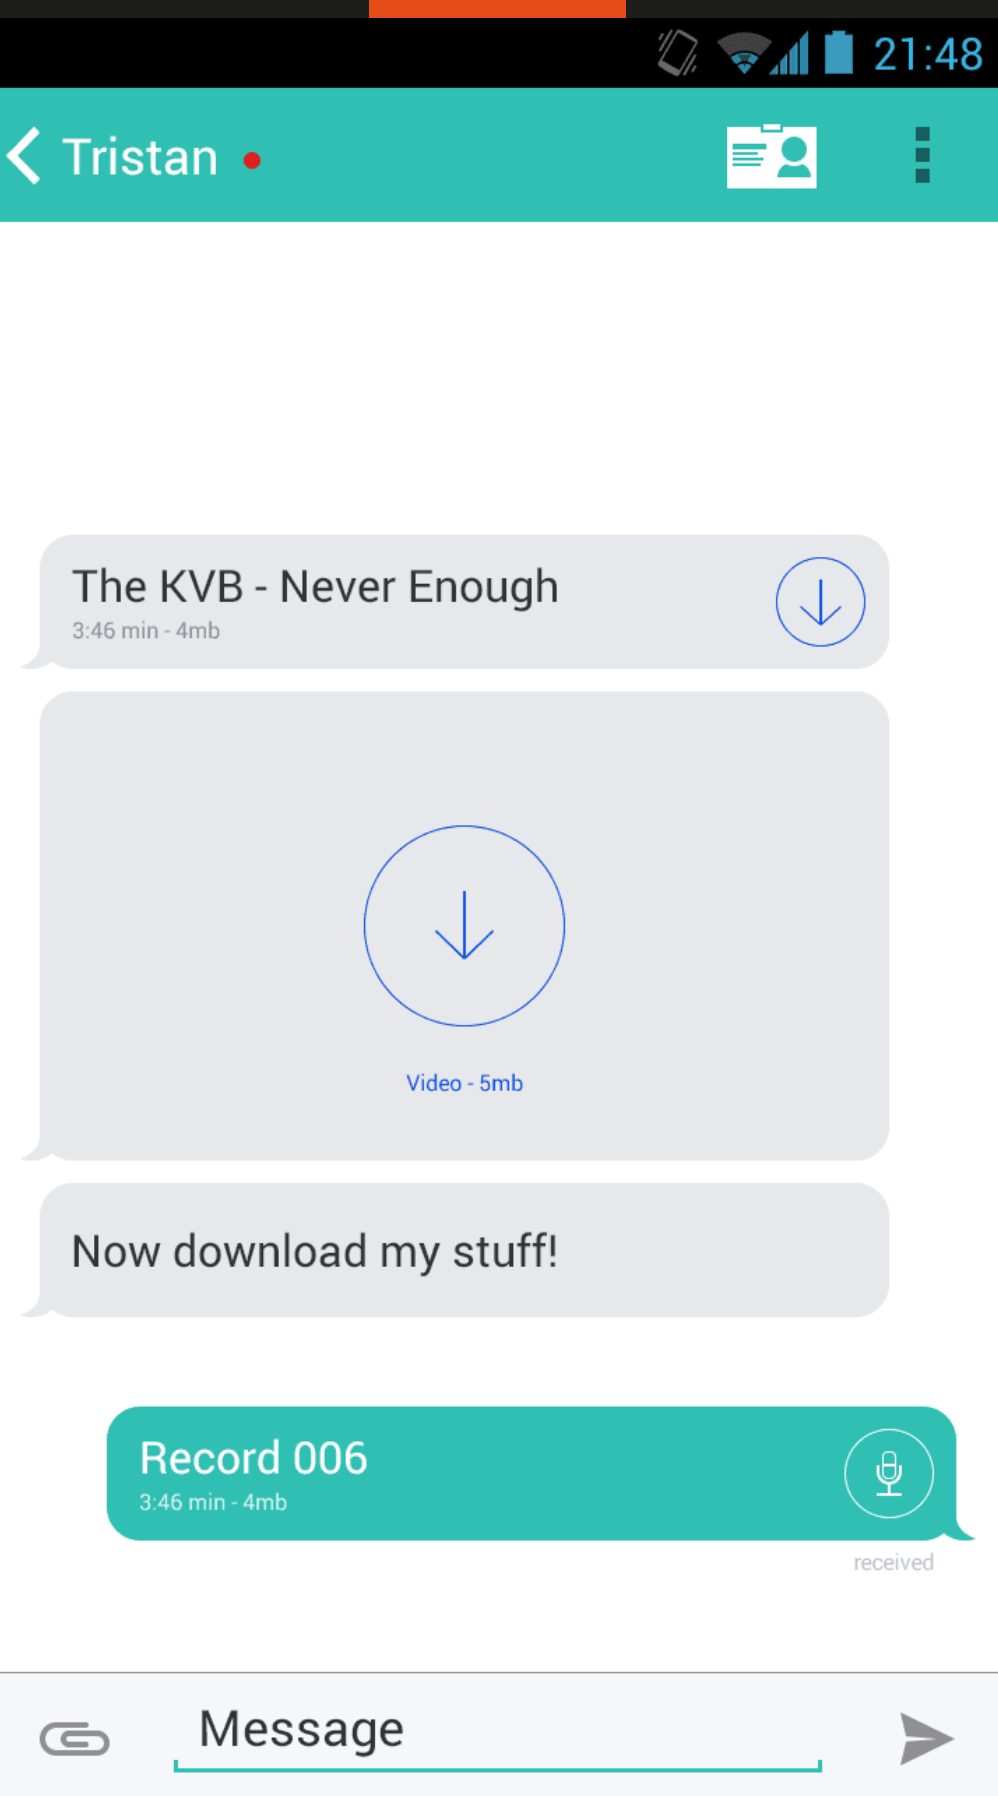 21:48
Tristan
The KVB - Never Enough
3:46 min - 4mb
Video - 5mb
Now download my stuff!
Record 006
3:46 min - 4mb
received
Message